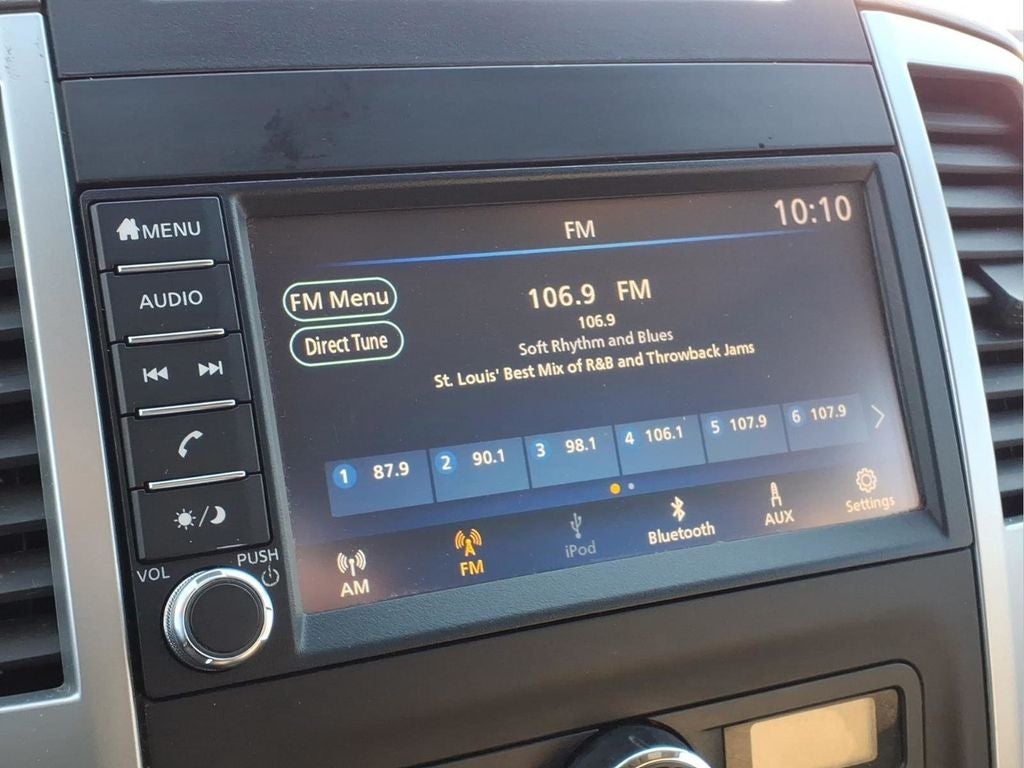 MENU
AUDIO
VOL
PUSH
FM
10:10
FM Menu
Direct Tune
106.9 FM
106.9
Soft Rhythm and Blues
St. Louis' Best Mix of R&B and Throwback Jams
1 87.9
2 90.1
3 98.1
4 106.1
5 107.9
6 107.9
AM
FM
iPod
Bluetooth
AUX
Settings